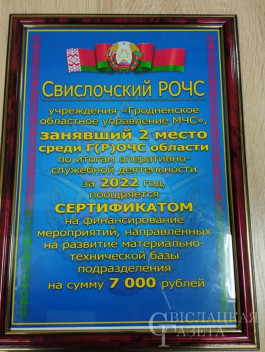 Свислочский РОЧС
учреждения «Гродненское
областное управление МЧС»,
занявший 2 место
среди Г(Р)ОЧС области
по итогам оперативно-
служебной деятельности
за 2022 год,
поощряется
СЕРТИФИКАТОМ
на финансирование
мероприятий, направленных
на развитие материально-
технической базы
подразделения
на сумму 7 000 рублей
СВІСЛАЦКАЯ
ГАЗЕТА